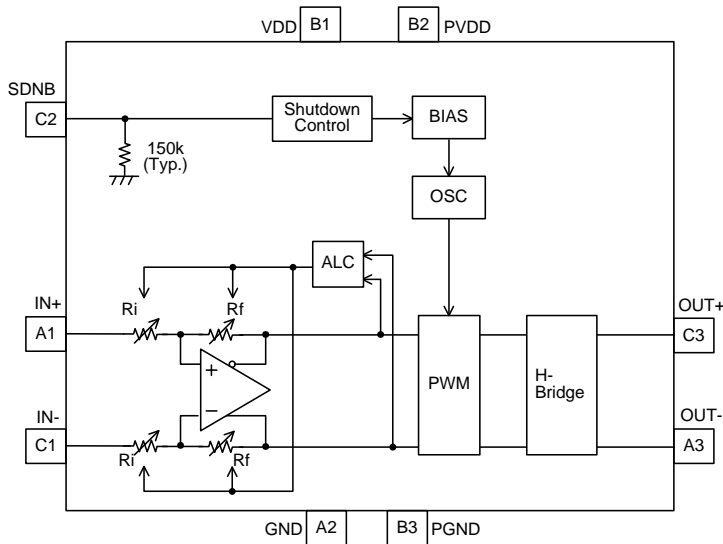 VDD B1 B2 PVDD
SDNB
C2
150k
(Typ.)
Shutdown
Control
BIAS
OSC
ALC
IN+
A1
Ri Rf
+
-
PWM
H-
Bridge
OUT+
C3
IN-
C1
Ri Rf
OUT-
A3
GND A2 B3 PGND